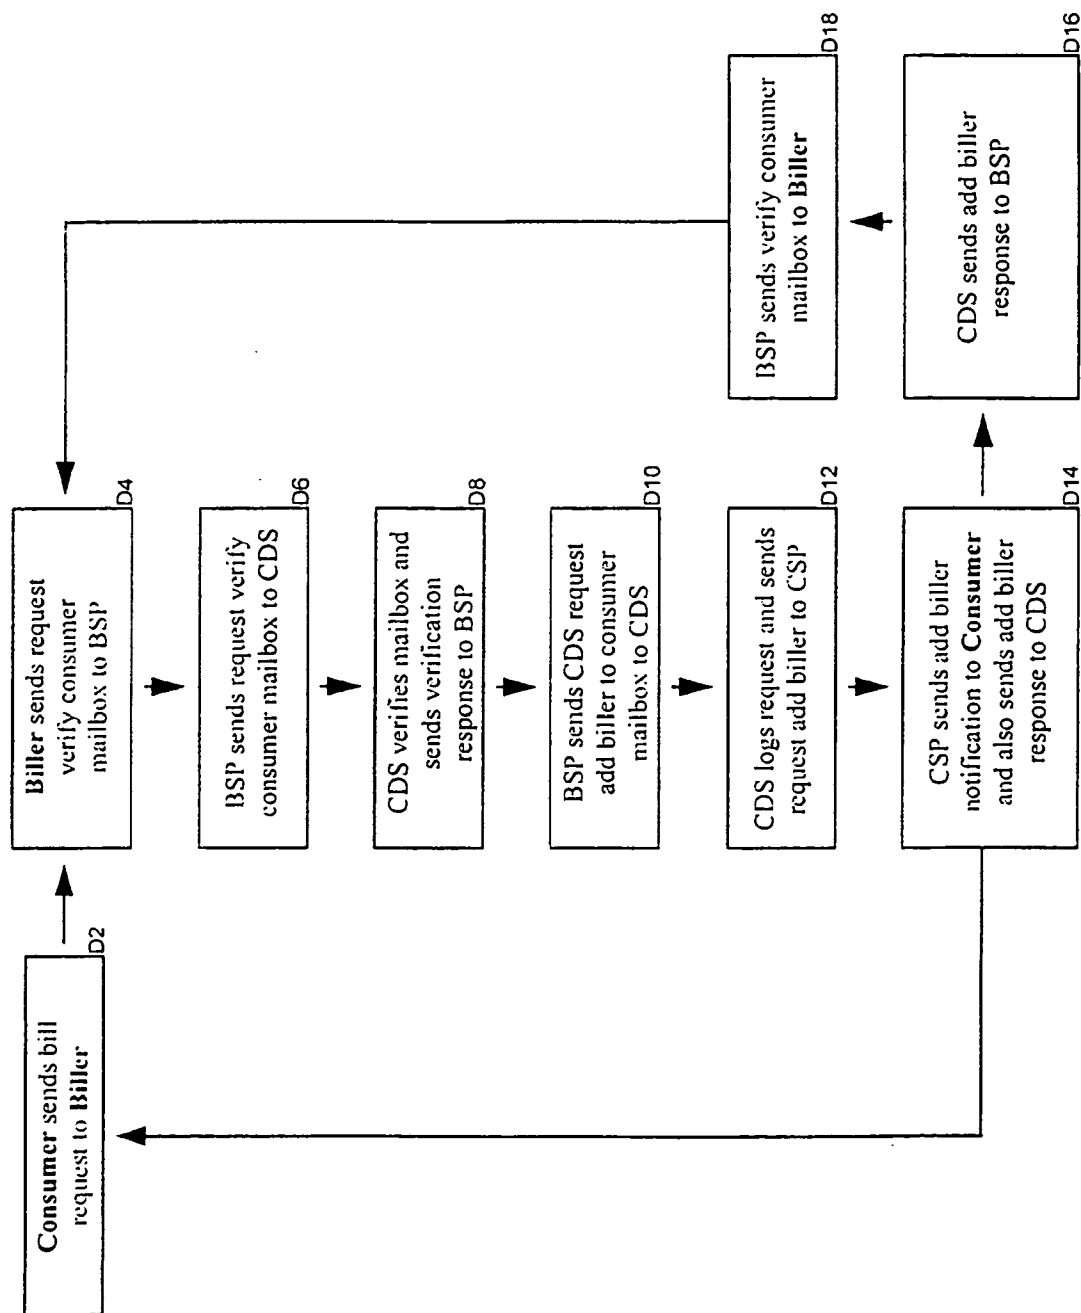 Consumer sends bill
request to Biller
D2
Biller sends request
verify consumer
mailbox to BSP
D4
BSP sends request verify
consumer mailbox to CDS
D6
CDS verifies mailbox and
sends verification
response to BSP
D8
BSP sends CDS request
add biller to consumer
mailbox to CDS
D10
CDS logs request and sends
request add biller to CSP
D12
CSP sends add biller
notification to Consumer
and also sends add biller
response to CDS
D14
CDS sends add biller
response to BSP
D16
BSP sends verify consumer
mailbox to Biller
D18